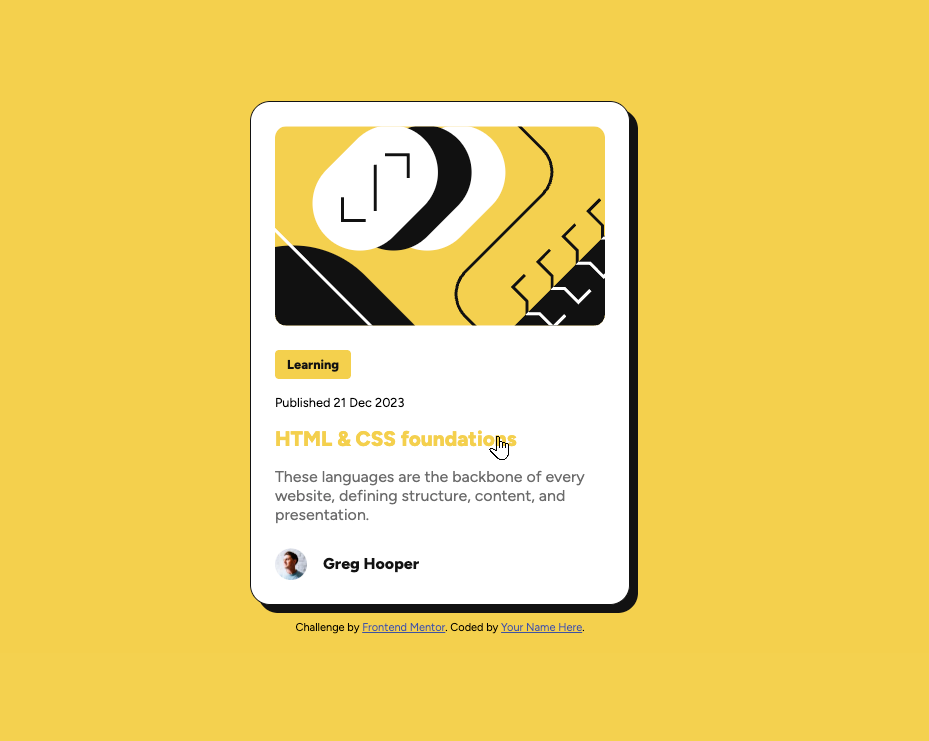 Learning
Published 21 Dec 2023
HTML & CSS foundations
These languages are the backbone of every
website, defining structure, content, and
presentation.
Greg Hooper
Challenge by Frontend Mentor. Coded by Your Name Here.